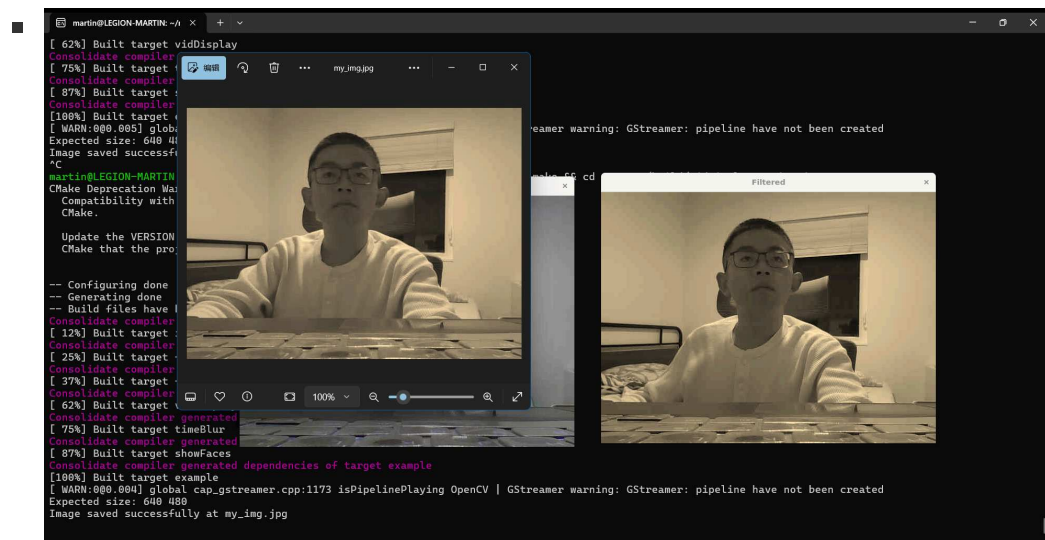 martin@LEGION-MARTIN: ~/
[ 62%] Built target vidDisplay
Consolidate compiler
[ 75%] Built target
Consolidate compiler
[ 87%] Built target
Consolidate compiler
[100%] Built target
[ WARN:0@0.005] glob
eamer warning: GStreamer: pipeline have not been created
Expected size: 640 48
Image saved successf
^C
martin@LEGION-MARTIN
&& cd
CMake Deprecation Wa
Compatibility with
CMake.
Update the VERSION
CMake that the pro
-- Configuring done
-- Generating done
-- Build files have
Consolidate compiler
[ 12%] Built target
Consolidate compiler
[ 25%] Built target
Consolidate compiler
[ 37%] Built target
Consolidate compiler
[ 62%] Built target
Consolidate compiler generated
[ 75%] Built target timeBlur
Consolidate compiler generated
[ 87%] Built target showFaces
Consolidate compiler generated dependencies of target example
[100%] Built target example
[ WARN:0@0.004] global cap_gstreamer.cpp:1173 isPipelinePlaying OpenCV | GStreamer warning: GStreamer: pipeline have not been created
Expected size: 640 480
Image saved successfully at my_img.jpg
编辑
my_img.jpg
100%
Filtered